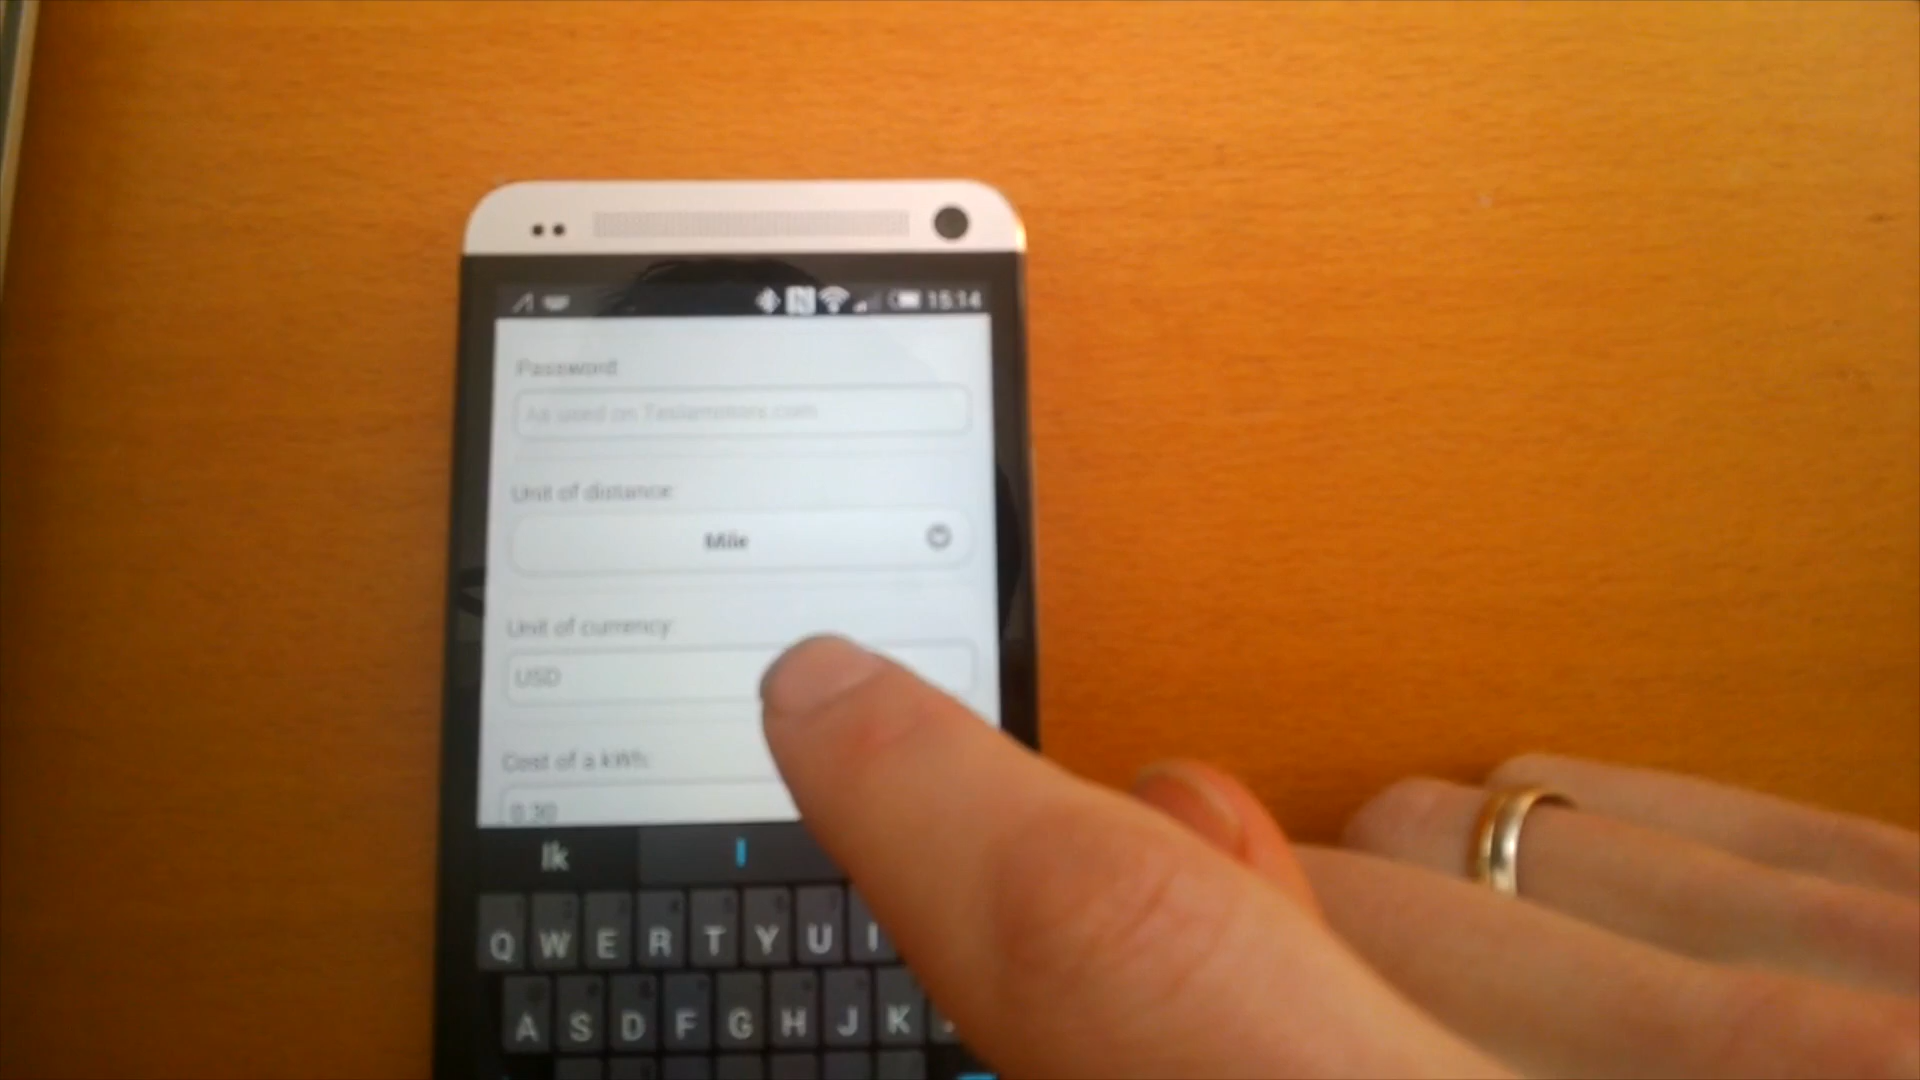 15:14
Password
As used on Teslamotors.com
Unit of distance:
Mile
Unit of currency:
USD
Cost of a kWh:
0.30
Ik I
Q W E R T Y U I
A S D F G H J K